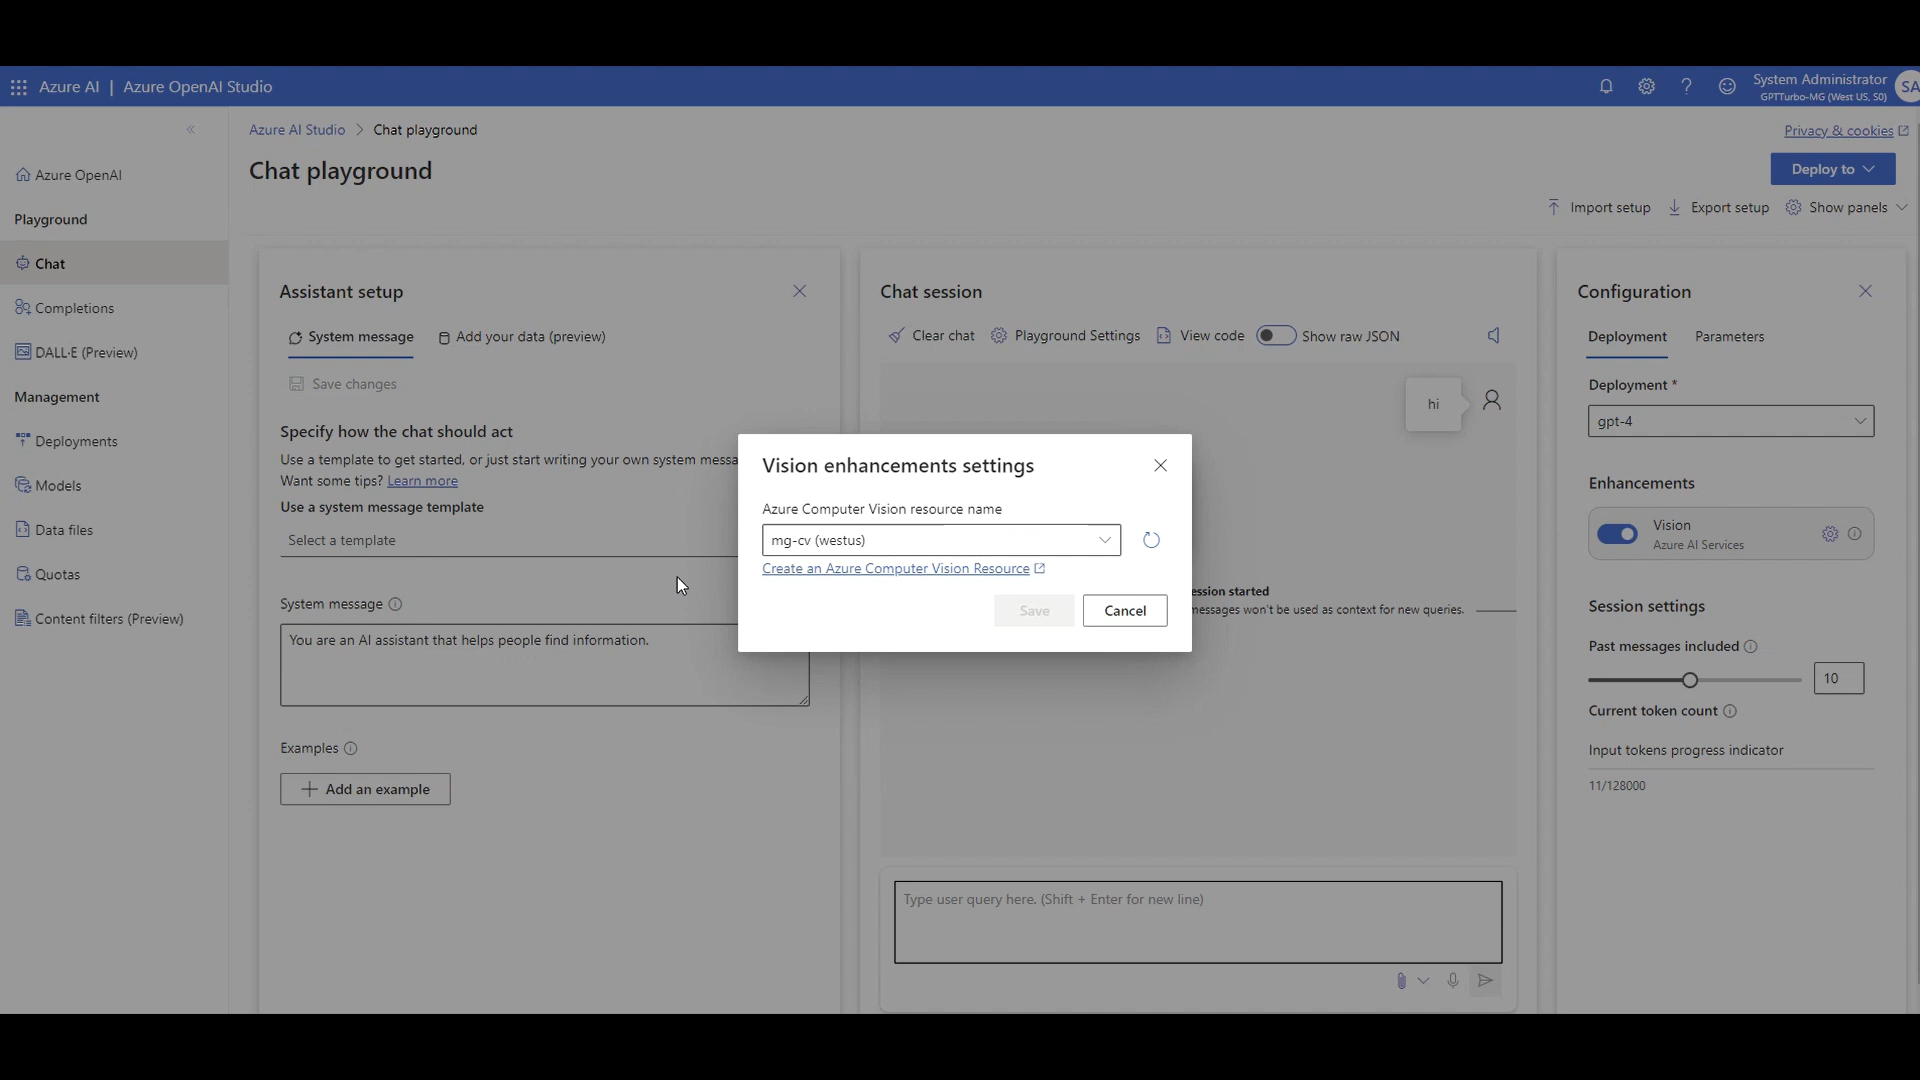 Azure AI | Azure OpenAI Studio
System Administrator
GPTTurbo-MG (West US, S0)
SA
Azure AI Studio > Chat playground
Privacy & cookies
Chat playground
Deploy to
Import setup
Export setup
Show panels
Azure OpenAI
Playground
Chat
Completions
DALL·E (Preview)
Management
Deployments
Models
Data files
Quotas
Content filters (Preview)
Assistant setup
System message
Add your data (preview)
Save changes
Specify how the chat should act
Use a template to get started, or just start writing your own system messa
Want some tips? Learn more
Use a system message template
Select a template
System message
You are an AI assistant that helps people find information.
Examples
Add an example
Chat session
Clear chat
Playground Settings
View code
Show raw JSON
hi
Vision enhancements settings
Azure Computer Vision resource name
mg-cv (westus)
Create an Azure Computer Vision Resource
Save
Cancel
ession started
messages won't be used as context for new queries.
Type user query here. (Shift + Enter for new line)
Configuration
Deployment
Parameters
Deployment *
gpt-4
Enhancements
Vision
Azure AI Services
Session settings
Past messages included
10
Current token count
Input tokens progress indicator
11/128000